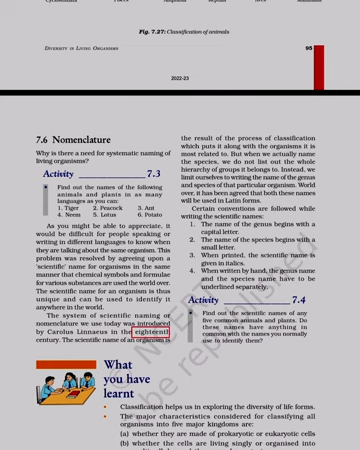 Cyclostomata Pisces Amphibia Reptilia Aves Mammalia
Fig. 7.27: Classification of animals
DIVERSITY IN LIVING ORGANISMS 95
2022-23
7.6 Nomenclature
Why is there a need for systematic naming of
living organisms?
Activity 7.3
• Find out the names of the following
animals and plants in as many
languages as you can:
1. Tiger 2. Peacock 3. Ant
4. Neem 5. Lotus 6. Potato
As you might be able to appreciate, it
would be difficult for people speaking or
writing in different languages to know when
they are talking about the same organism. This
problem was resolved by agreeing upon a
'scientific' name for organisms in the same
manner that chemical symbols and formulae
for various substances are used the world over.
The scientific name for an organism is thus
unique and can be used to identify it
anywhere in the world.
The system of scientific naming or
nomenclature we use today was introduced
by Carolus Linnaeus in the eighteenth
century. The scientific name of an organism is
the result of the process of classification
which puts it along with the organisms it is
most related to. But when we actually name
the species, we do not list out the whole
hierarchy of groups it belongs to. Instead, we
limit ourselves to writing the name of the genus
and species of that particular organism. World
over, it has been agreed that both these names
will be used in Latin forms.
Certain conventions are followed while
writing the scientific names:
1. The name of the genus begins with a
capital letter.
2. The name of the species begins with a
small letter.
3. When printed, the scientific name is
given in italics.
4. When written by hand, the genus name
and the species name have to be
underlined separately.
Activity 7.4
• Find out the scientific names of any
five common animals and plants. Do
these names have anything in
common with the names you normally
use to identify them?
What
you have
learnt
• Classification helps us in exploring the diversity of life forms.
• The major characteristics considered for classifying all
organisms into five major kingdoms are:
(a) whether they are made of prokaryotic or eukaryotic cells
(b) whether the cells are living singly or organised into
be republished